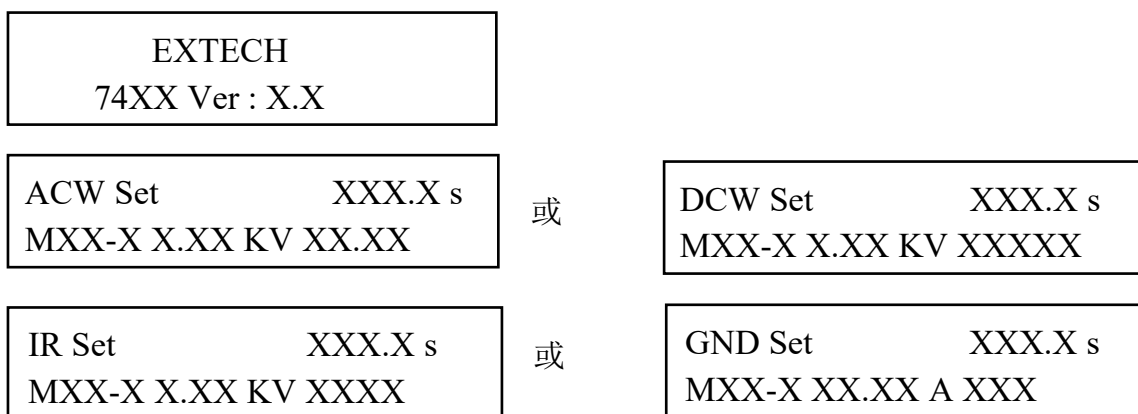 EXTECH
74XX Ver : X.X
ACW Set XXX.X s
MXX-X X.XX KV XX.XX
或
DCW Set XXX.X s
MXX-X X.XX KV XXXXX
IR Set XXX.X s
MXX-X X.XX KV XXXX
或
GND Set XXX.X s
MXX-X XX.XX A XXX